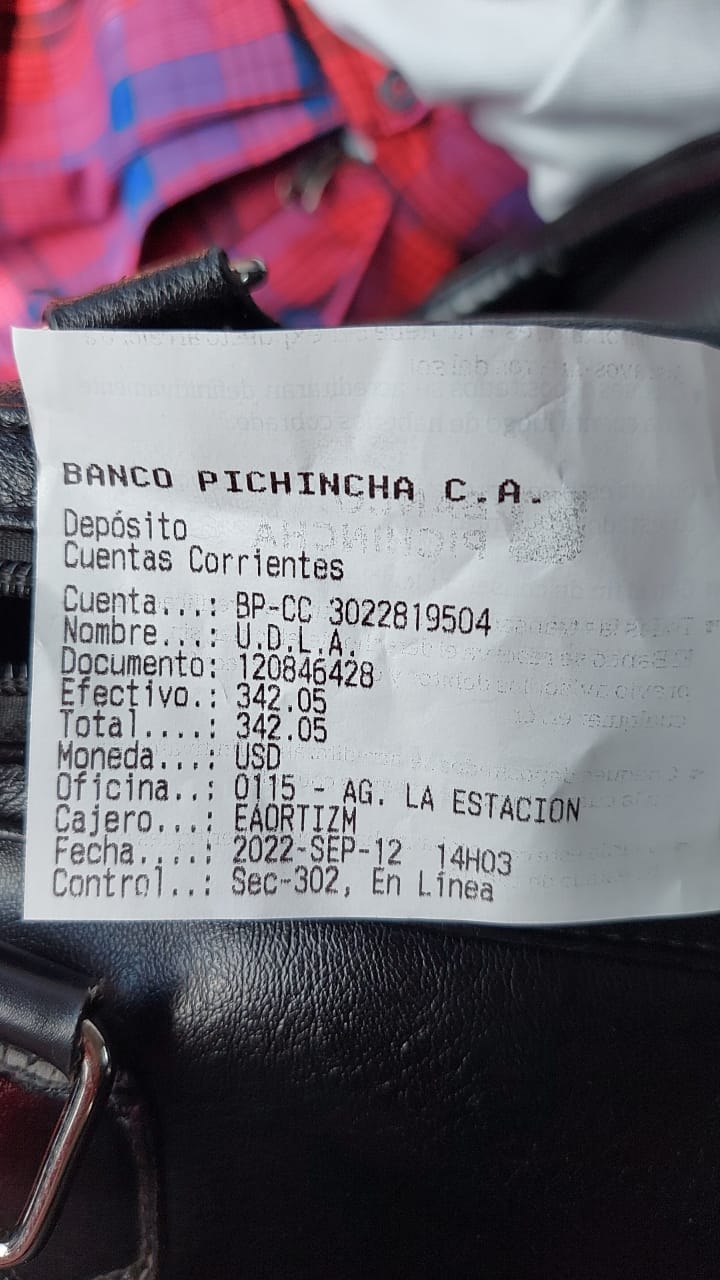 BANCO PICHINCHA C.A.
Depósito
Cuentas Corrientes
Cuenta...: BP-CC 3022819504
Nombre...: U.D.L.A.
Documento: 120846428
Efectivo.: 342.05
Total....: 342.05
Moneda...: USD
Oficina..: 0115 - AG. LA ESTACION
Cajero...: EAORTIZM
Fecha....: 2022-SEP-12 14H03
Control..: Sec-302, En Línea